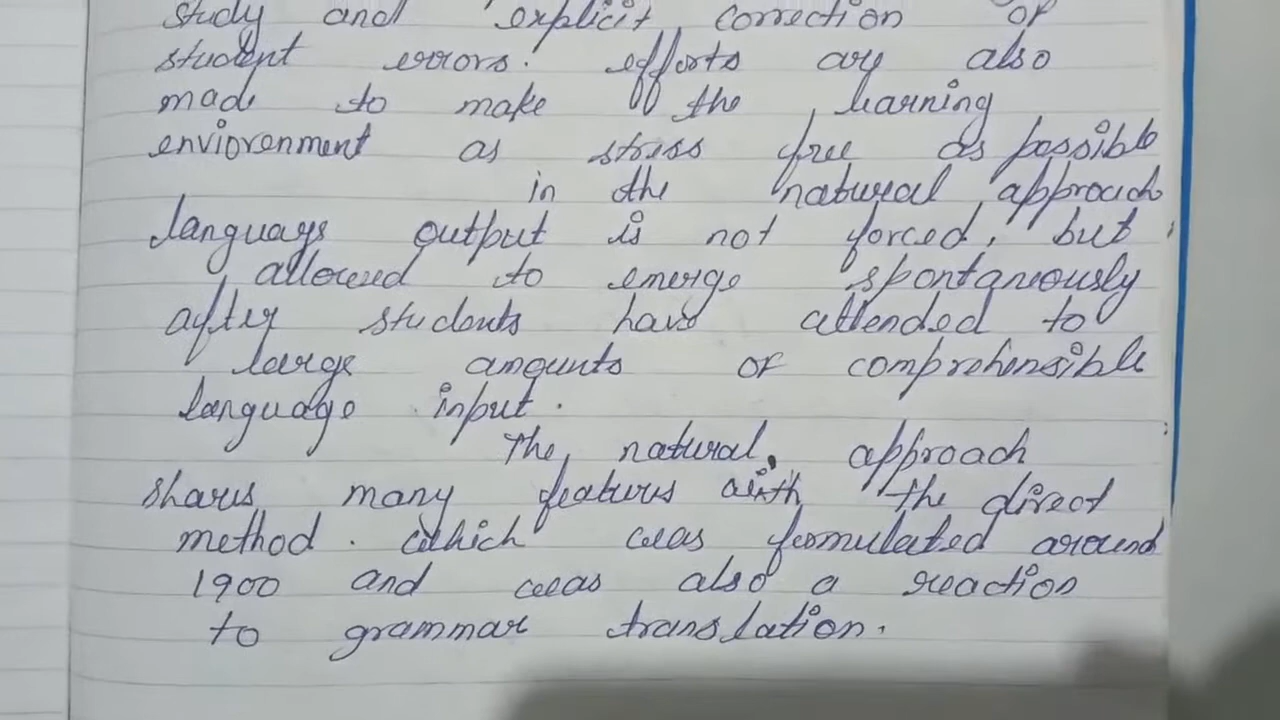 study and explicit correction of
student errors. efforts are also
made to make the learning
enviorenment as stress free as possible
in the natural approach
language output is not forced, but
allowed to emerge spontaneously
after students have attended to
large amounts of comprehensible
language input.
The natural approach
shares many features with the direct
method. which was formulated around
1900 and was also a reaction
to grammar translation.